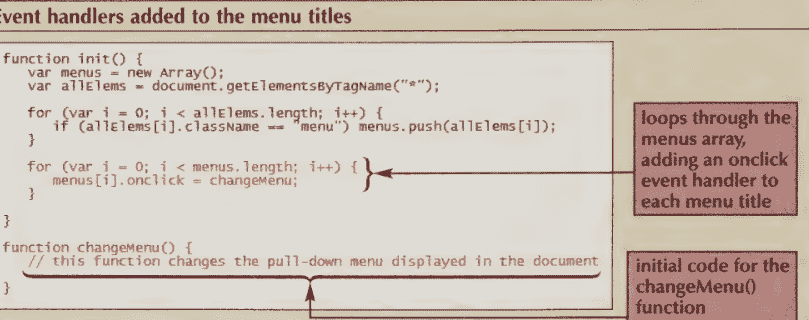 Event handlers added to the menu titles
function init() {
var menus = new Array();
var allElems = document.getElementsByTagName("*");
for (var i = 0; i < allElems.length; i++) {
if (allElems[i].className == "menu") menus.push(allElems[i]);
}
for (var i = 0; i < menus.length; i++) {
menus[i].onclick = changeMenu;
}
}
function changeMenu() {
// this function changes the pull-down menu displayed in the document
}
loops through the
menus array,
adding an onclick
event handler to
each menu title
initial code for the
changeMenu()
function